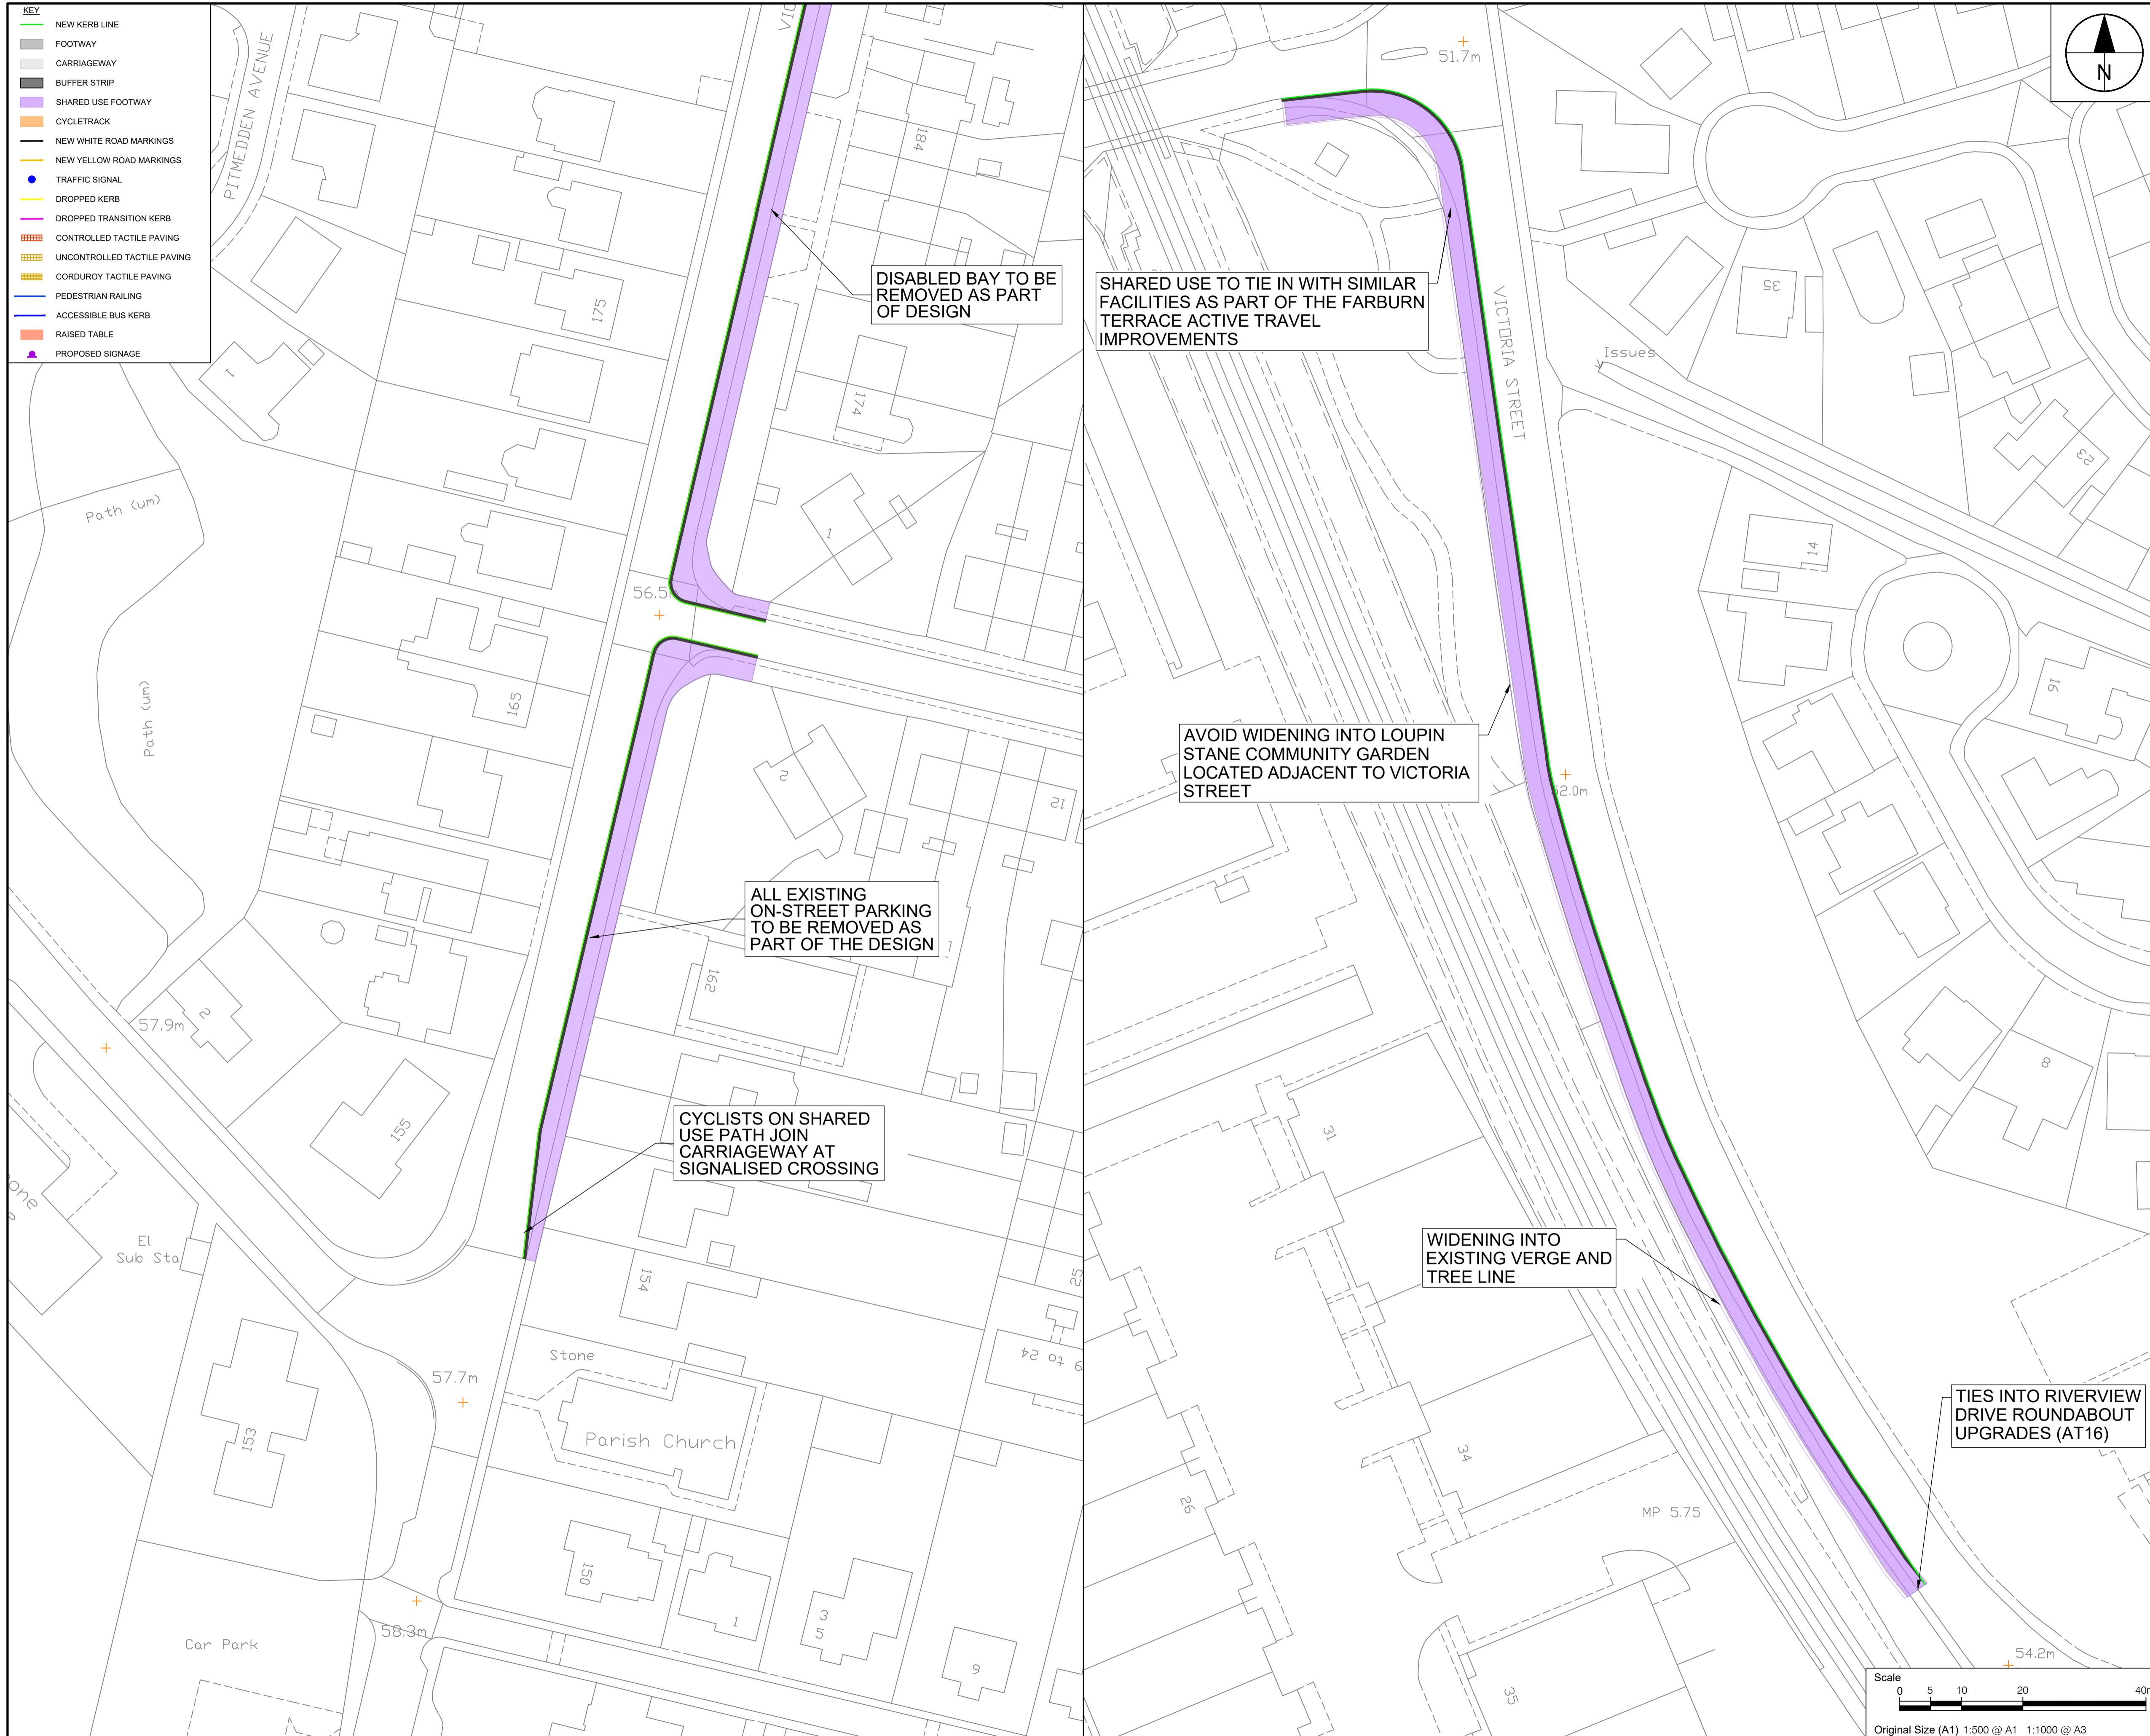 KEY
NEW KERB LINE
FOOTWAY
CARRIAGEWAY
BUFFER STRIP
SHARED USE FOOTWAY
CYCLETRACK
NEW WHITE ROAD MARKINGS
NEW YELLOW ROAD MARKINGS
TRAFFIC SIGNAL
DROPPED KERB
DROPPED TRANSITION KERB
CONTROLLED TACTILE PAVING
UNCONTROLLED TACTILE PAVING
CORDUROY TACTILE PAVING
PEDESTRIAN RAILING
ACCESSIBLE BUS KERB
RAISED TABLE
PROPOSED SIGNAGE
PITMEDDEN AVENUE
184
DISABLED BAY TO BE
REMOVED AS PART
OF DESIGN
175
1
174
Path (um)
1
56.5m
Path (um)
165
2
12
ALL EXISTING
ON-STREET PARKING
TO BE REMOVED AS
PART OF THE DESIGN
162
2
57.9m
155
CYCLISTS ON SHARED
USE PATH JOIN
CARRIAGEWAY AT
SIGNALISED CROSSING
El
Sub Sta
154
25
Stone
57.7m
153
Parish Church
150
1
3
5
9
58.3m
Car Park
51.7m
N
SHARED USE TO TIE IN WITH SIMILAR
FACILITIES AS PART OF THE FARBURN
TERRACE ACTIVE TRAVEL
IMPROVEMENTS
VICTORIA STREET
35
Issues
23
14
16
AVOID WIDENING INTO LOUPIN
STANE COMMUNITY GARDEN
LOCATED ADJACENT TO VICTORIA
STREET
52.0m
8
31
WIDENING INTO
EXISTING VERGE AND
TREE LINE
TIES INTO RIVERVIEW
DRIVE ROUNDABOUT
UPGRADES (AT16)
34
26
MP 5.75
35
54.2m
Scale
0 5 10 20 40m
Original Size (A1) 1:500 @ A1 1:1000 @ A3